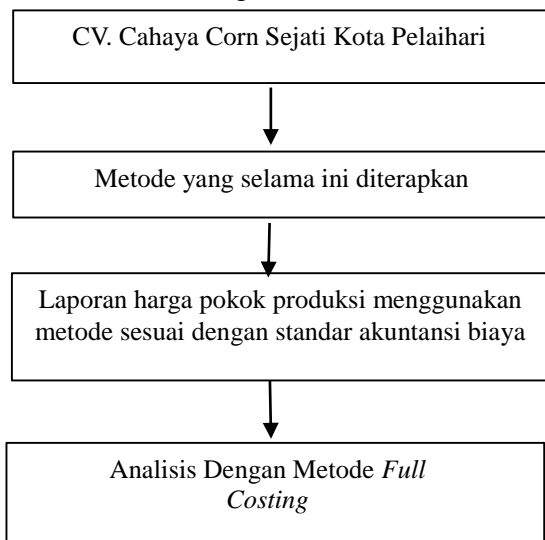 CV. Cahaya Corn Sejati Kota Pelaihari
Metode yang selama ini diterapkan
Laporan harga pokok produksi menggunakan
metode sesuai dengan standar akuntansi biaya
Analisis Dengan Metode Full
Costing